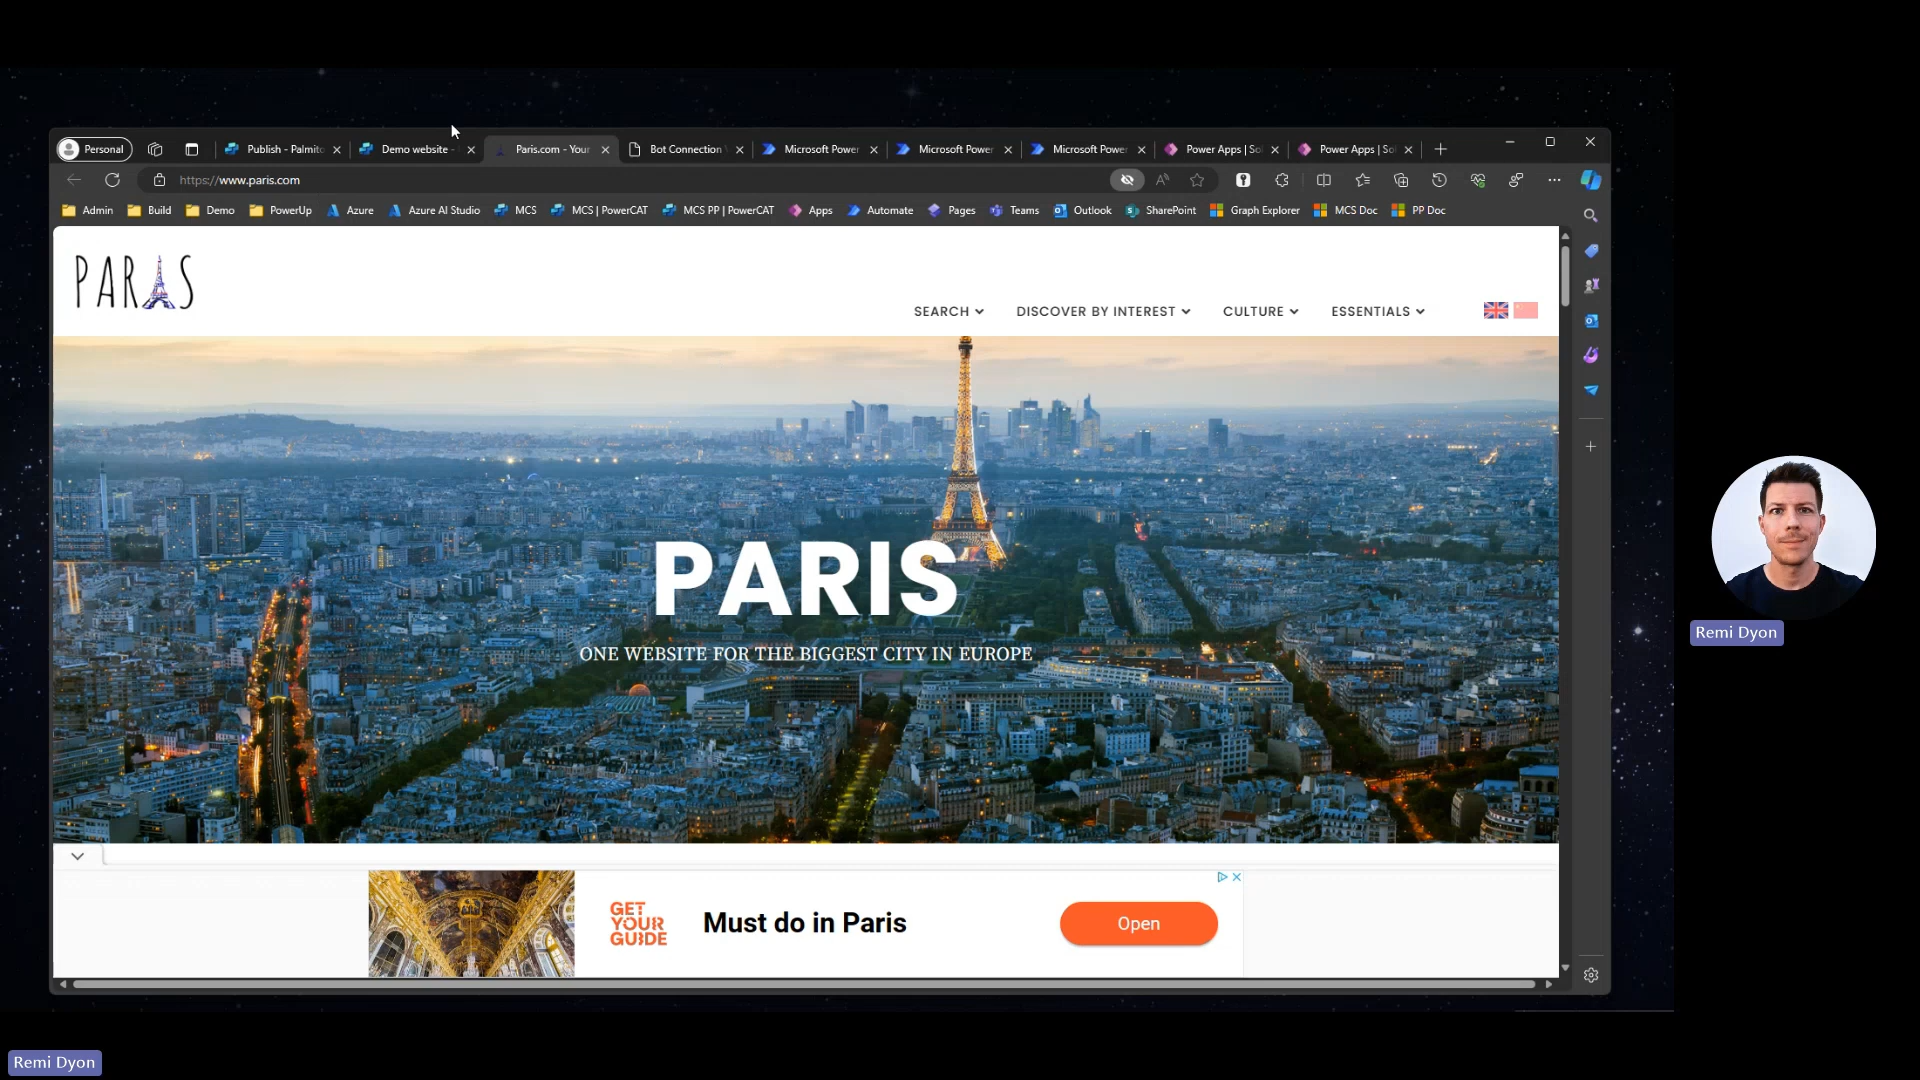 Personal
Publish - Palmito
Demo website -
Paris.com - Your
Bot Connection
Microsoft Power
Microsoft Power
Microsoft Power
Power Apps | Sol
Power Apps | Sol
https://www.paris.com
Admin
Build
Demo
PowerUp
Azure
Azure AI Studio
MCS
MCS | PowerCAT
MCS PP | PowerCAT
Apps
Automate
Pages
Teams
Outlook
SharePoint
Graph Explorer
MCS Doc
PP Doc
PARIS
SEARCH
DISCOVER BY INTEREST
CULTURE
ESSENTIALS
PARIS
ONE WEBSITE FOR THE BIGGEST CITY IN EUROPE
GET
YOUR
GUIDE
Must do in Paris
Open
Remi Dyon
Remi Dyon